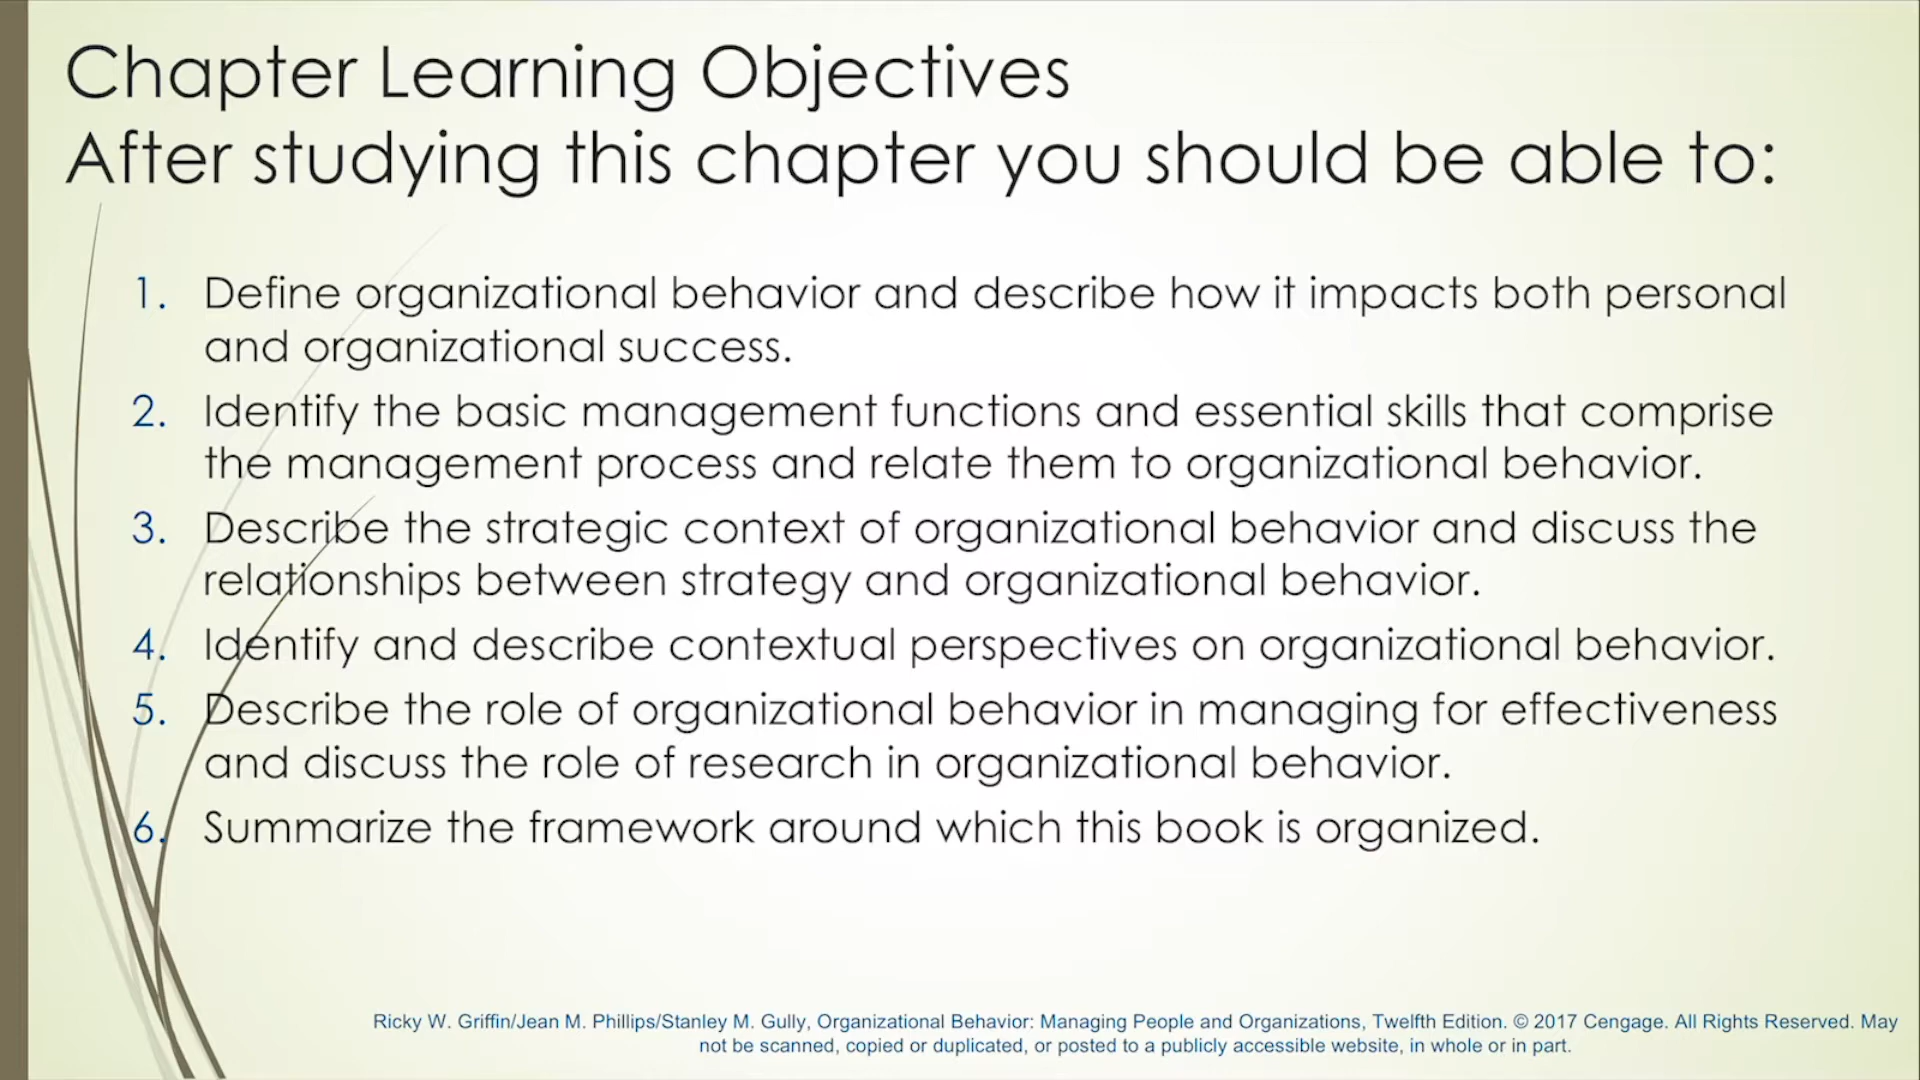 Chapter Learning Objectives
After studying this chapter you should be able to:
1. Define organizational behavior and describe how it impacts both personal
and organizational success.
2. Identify the basic management functions and essential skills that comprise
the management process and relate them to organizational behavior.
3. Describe the strategic context of organizational behavior and discuss the
relationships between strategy and organizational behavior.
4. Identify and describe contextual perspectives on organizational behavior.
5. Describe the role of organizational behavior in managing for effectiveness
and discuss the role of research in organizational behavior.
6. Summarize the framework around which this book is organized.
Ricky W. Griffin/Jean M. Phillips/Stanley M. Gully, Organizational Behavior: Managing People and Organizations, Twelfth Edition. © 2017 Cengage. All Rights Reserved. May
not be scanned, copied or duplicated, or posted to a publicly accessible website, in whole or in part.